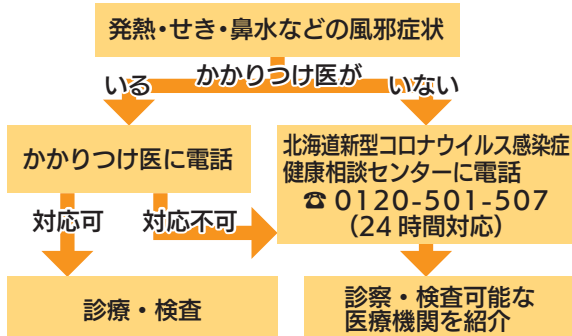 発熱・せき・鼻水などの風邪症状
かかりつけ医が
いる
いない
かかりつけ医に電話
北海道新型コロナウイルス感染症
健康相談センターに電話
☎ 0120-501-507
（24 時間対応）
対応可
対応不可
診療・検査
診察・検査可能な
医療機関を紹介